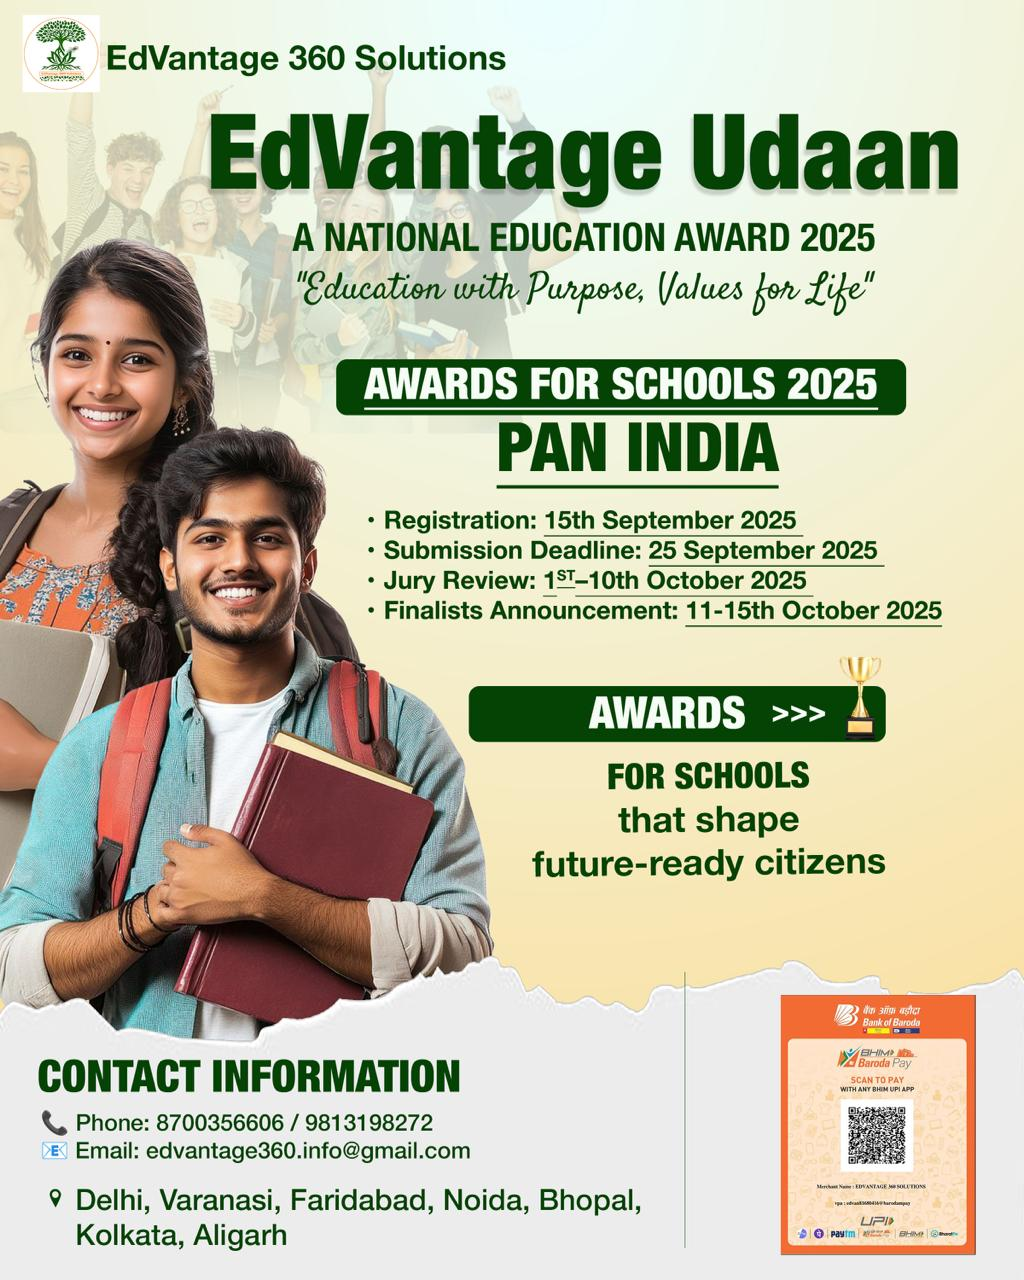 EdVantage 360 Solutions
EdVantage Udaan
A NATIONAL EDUCATION AWARD 2025
"Education with Purpose, Values for Life"
AWARDS FOR SCHOOLS 2025
PAN INDIA
• Registration: 15th September 2025
• Submission Deadline: 25 September 2025
• Jury Review: 1ST–10th October 2025
• Finalists Announcement: 11-15th October 2025
AWARDS >>>
FOR SCHOOLS
that shape
future-ready citizens
CONTACT INFORMATION
Phone: 8700356606 / 9813198272
Email: edvantage360.info@gmail.com
Delhi, Varanasi, Faridabad, Noida, Bhopal,
Kolkata, Aligarh
बैंक ऑफ़ बड़ौदा
Bank of Baroda
BHIM
Baroda Pay
SCAN TO PAY
WITH ANY BHIM UPI APP
Merchant Name : EDVANTAGE 360 SOLUTIONS
UPI
paytm
BHIM